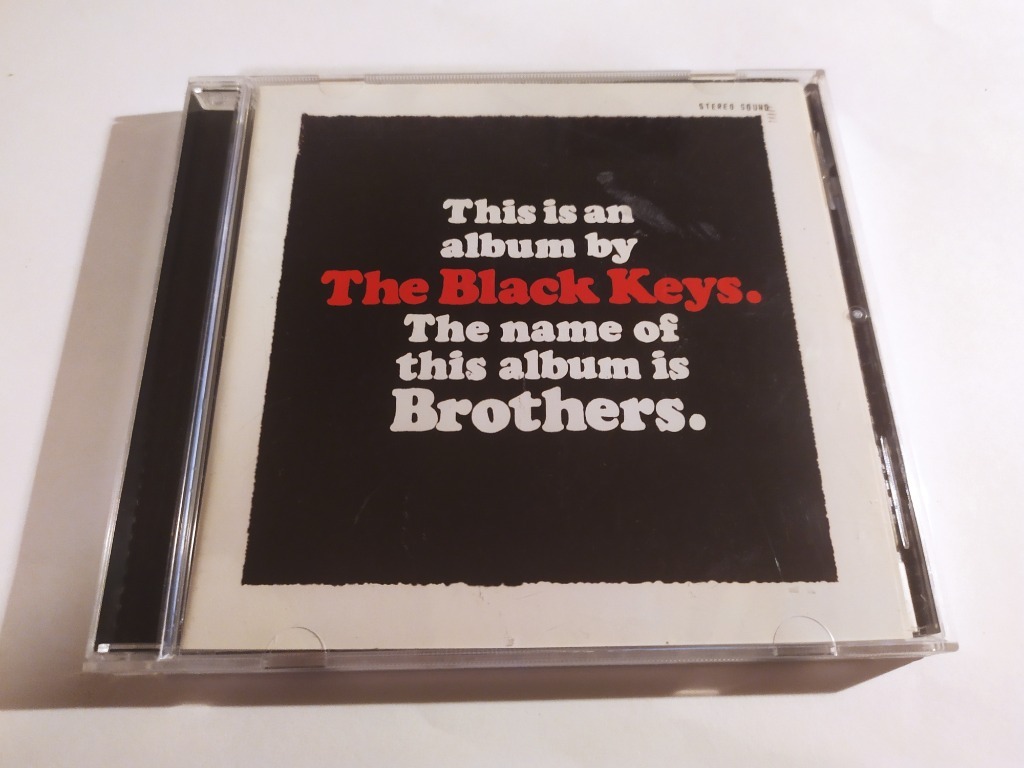 STEREO SOUND
This is an
album by
The Black Keys.
The name of
this album is
Brothers.